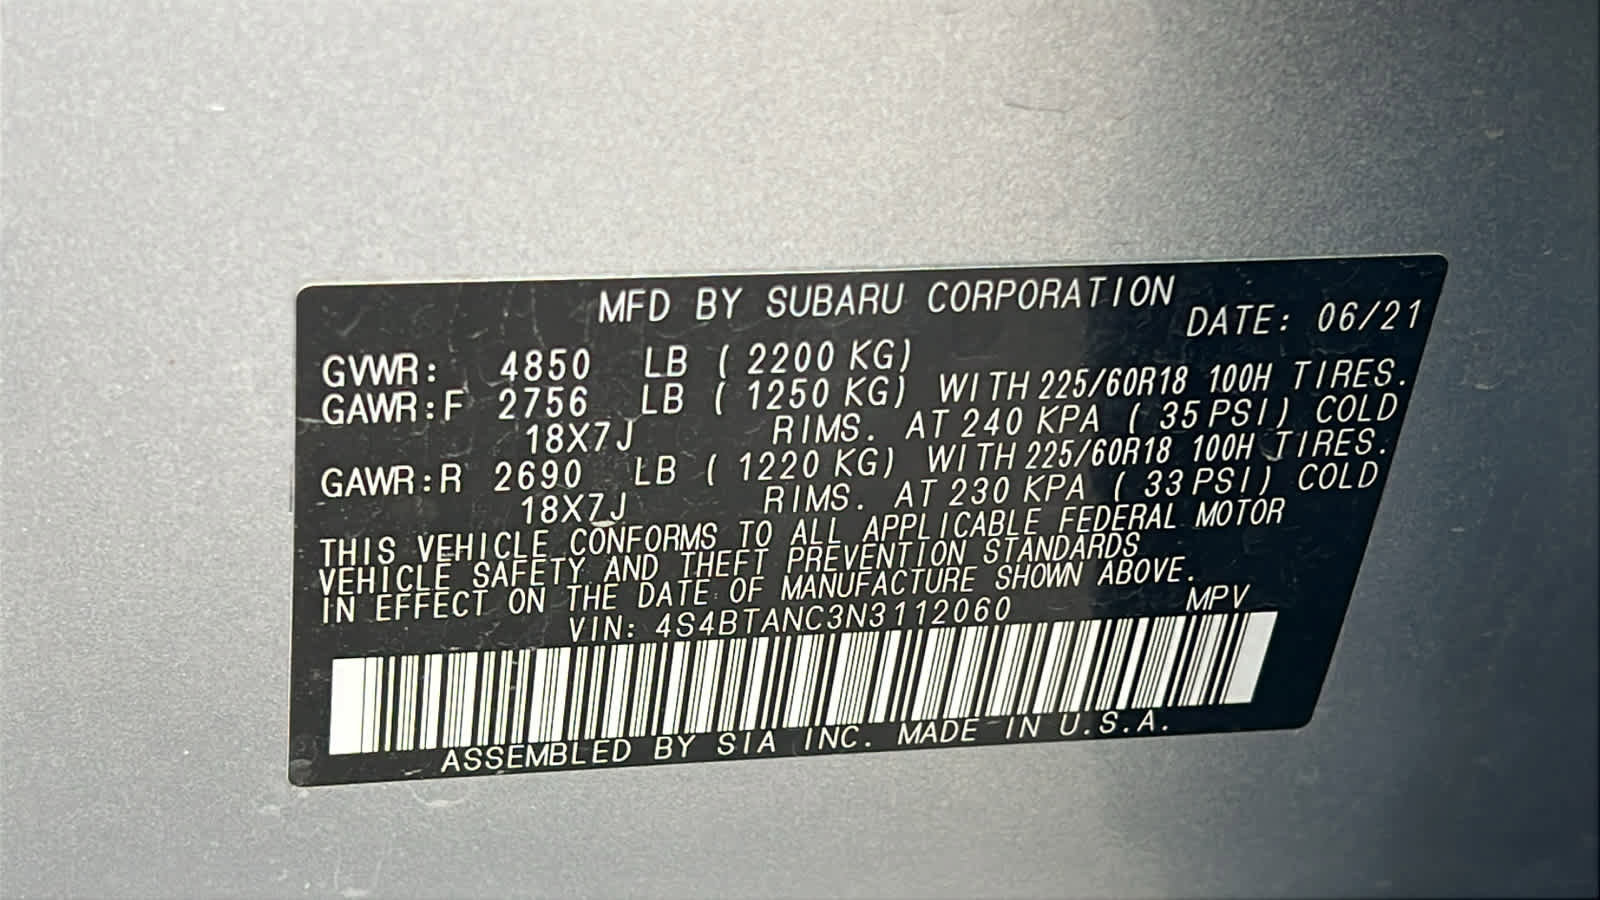 MFD BY SUBARU CORPORATION
DATE: 06/21
GVWR: 4850 LB ( 2200 KG)
GAWR:F 2756 LB ( 1250 KG) WITH 225/60R18 100H TIRES.
18X7J RIMS. AT 240 KPA ( 35 PSI) COLD
GAWR:R 2690 LB ( 1220 KG) WITH 225/60R18 100H TIRES.
18X7J RIMS. AT 230 KPA ( 33 PSI) COLD
THIS VEHICLE CONFORMS TO ALL APPLICABLE FEDERAL MOTOR
VEHICLE SAFETY AND THEFT PREVENTION STANDARDS
IN EFFECT ON THE DATE OF MANUFACTURE SHOWN ABOVE.
VIN: 4S4BTANC3N3112060 MPV
ASSEMBLED BY SIA INC. MADE IN U.S.A.